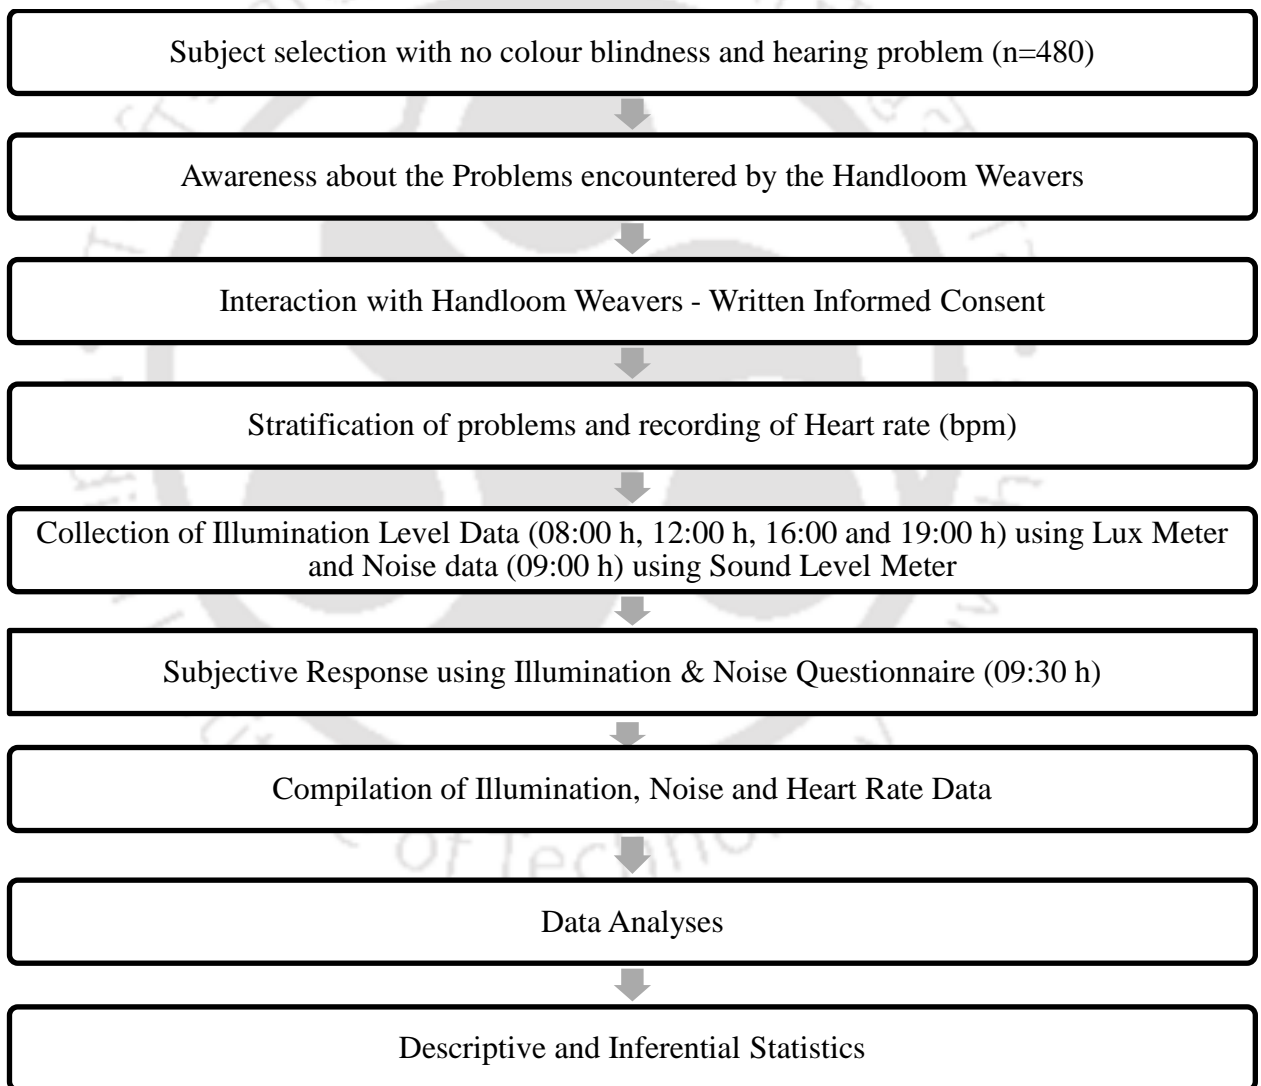 Subject selection with no colour blindness and hearing problem (n=480)
Awareness about the Problems encountered by the Handloom Weavers
Interaction with Handloom Weavers - Written Informed Consent
Stratification of problems and recording of Heart rate (bpm)
Collection of Illumination Level Data (08:00 h, 12:00 h, 16:00 and 19:00 h) using Lux Meter
and Noise data (09:00 h) using Sound Level Meter
Subjective Response using Illumination & Noise Questionnaire (09:30 h)
Compilation of Illumination, Noise and Heart Rate Data
of Techno
Data Analyses
Descriptive and Inferential Statistics